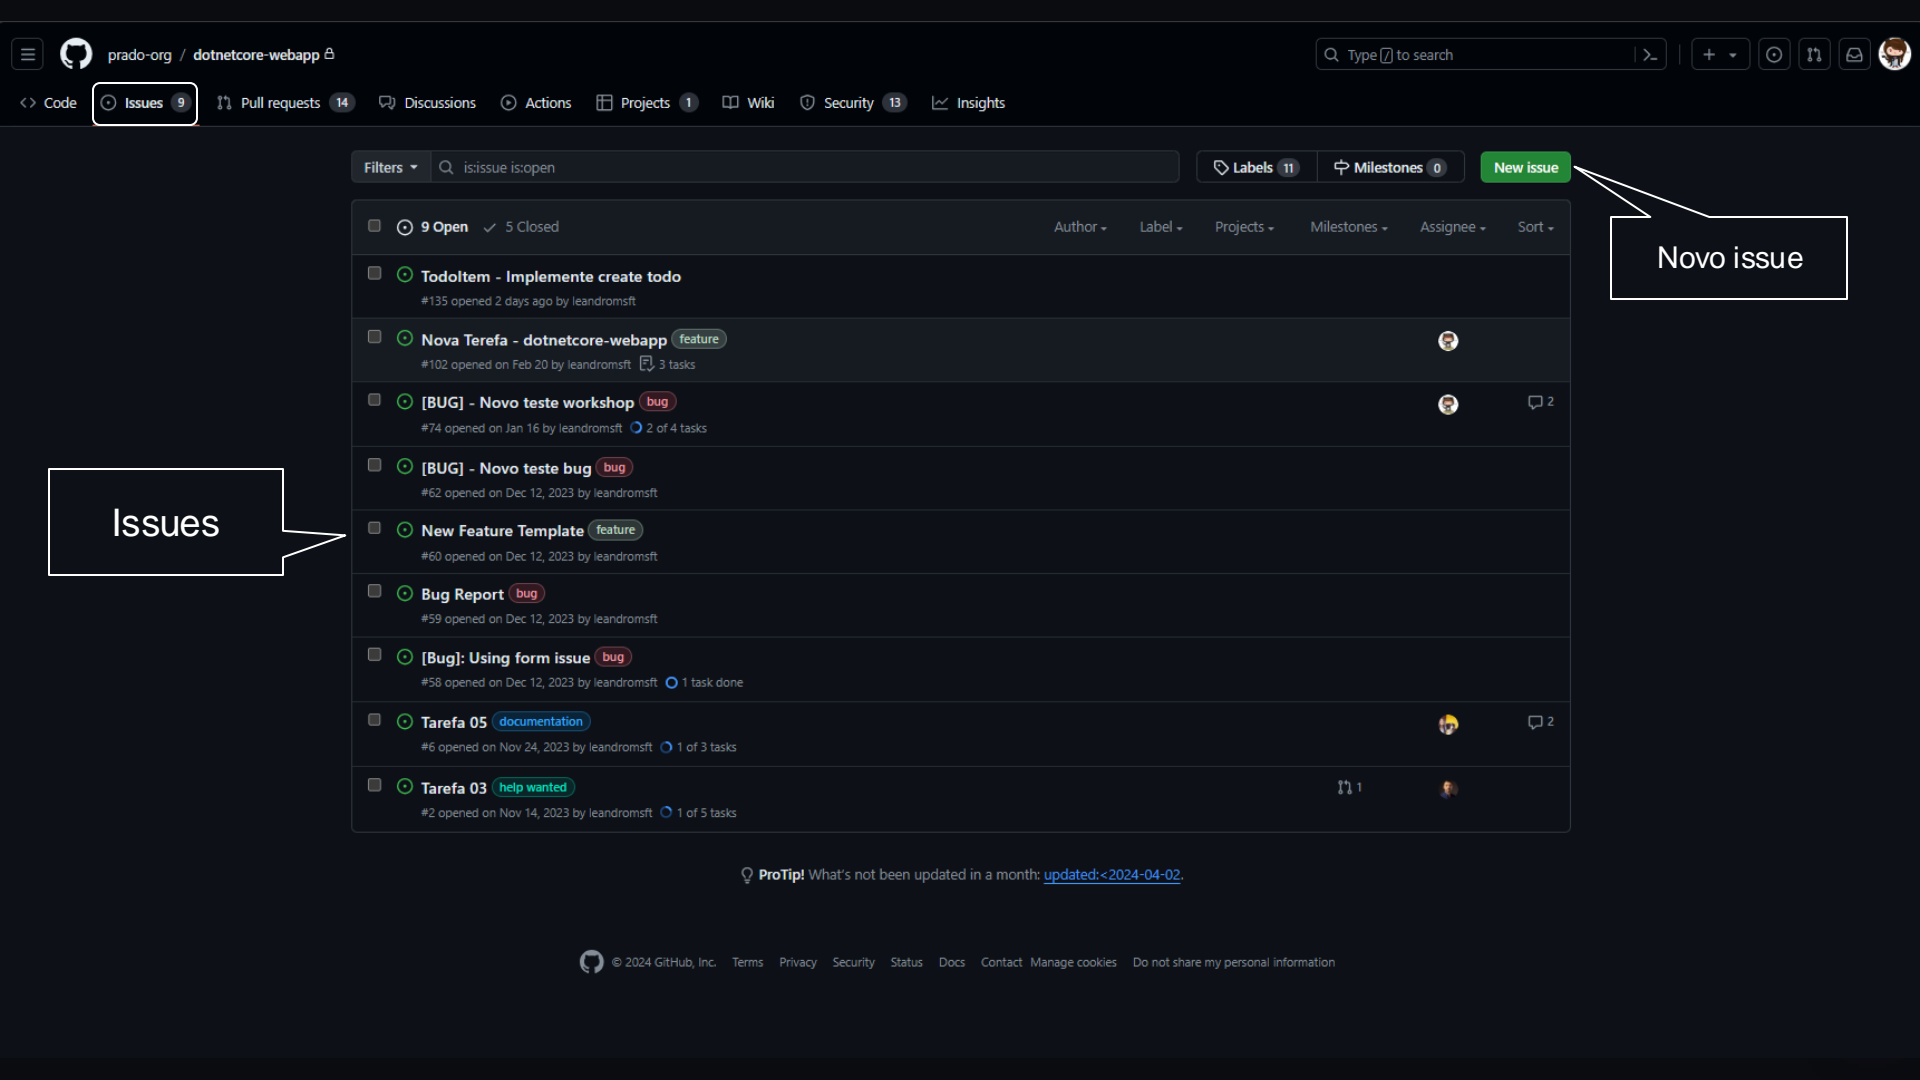 prado-org / dotnetcore-webapp
Type / to search
Code
Issues 9
Pull requests 14
Discussions
Actions
Projects 1
Wiki
Security 13
Insights
Filters
is:issue is:open
Labels 11
Milestones 0
New issue
Novo issue
9 Open
5 Closed
Author
Label
Projects
Milestones
Assignee
Sort
TodoItem - Implemente create todo
#135 opened 2 days ago by leandromsft
Nova Terefa - dotnetcore-webapp feature
#102 opened on Feb 20 by leandromsft 3 tasks
[BUG] - Novo teste workshop bug
2
#74 opened on Jan 16 by leandromsft 2 of 4 tasks
[BUG] - Novo teste bug bug
#62 opened on Dec 12, 2023 by leandromsft
Issues
New Feature Template feature
#60 opened on Dec 12, 2023 by leandromsft
Bug Report bug
#59 opened on Dec 12, 2023 by leandromsft
[Bug]: Using form issue bug
#58 opened on Dec 12, 2023 by leandromsft 1 task done
Tarefa 05 documentation
2
#6 opened on Nov 24, 2023 by leandromsft 1 of 3 tasks
Tarefa 03 help wanted
1
#2 opened on Nov 14, 2023 by leandromsft 1 of 5 tasks
ProTip! What's not been updated in a month: updated:<2024-04-02.
© 2024 GitHub, Inc. Terms Privacy Security Status Docs Contact Manage cookies Do not share my personal information